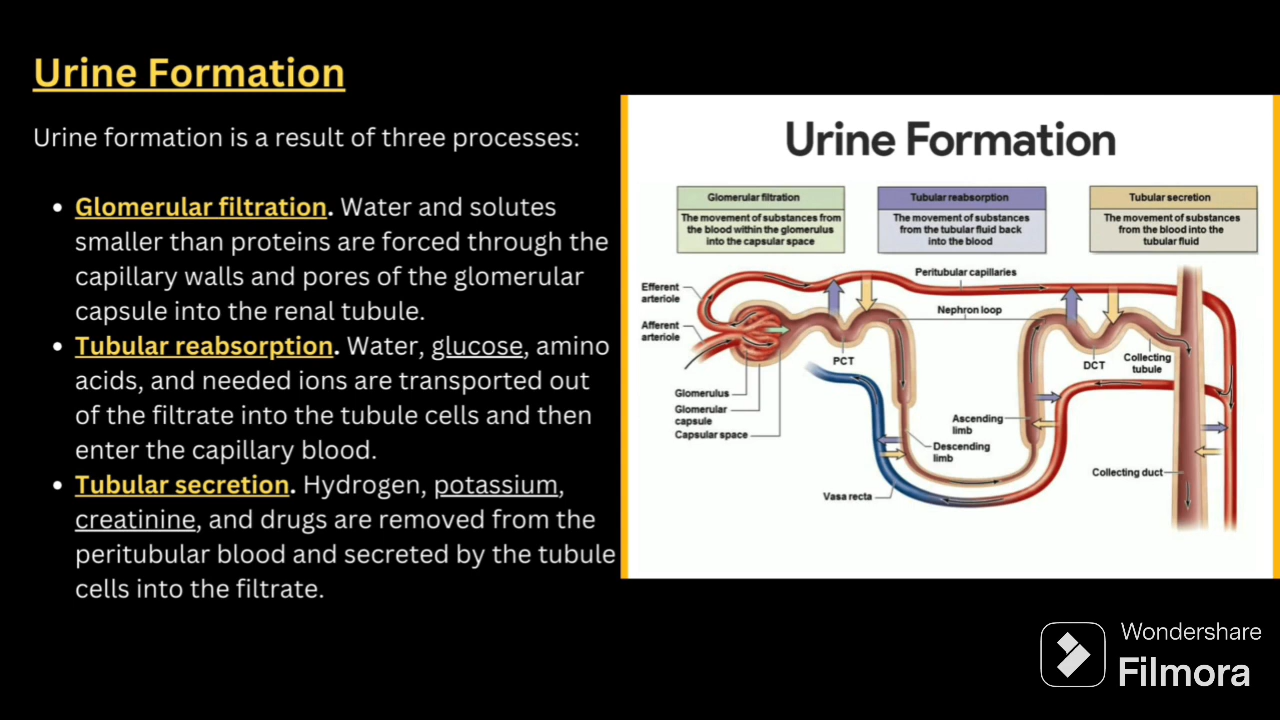 Urine Formation
Urine formation is a result of three processes:
Glomerular filtration. Water and solutes
smaller than proteins are forced through the
capillary walls and pores of the glomerular
capsule into the renal tubule.
Tubular reabsorption. Water, glucose, amino
acids, and needed ions are transported out
of the filtrate into the tubule cells and then
enter the capillary blood.
Tubular secretion. Hydrogen, potassium,
creatinine, and drugs are removed from the
peritubular blood and secreted by the tubule
cells into the filtrate.
Urine Formation
Glomerular filtration
The movement of substances from
the blood within the glomerulus
into the capsular space
Tubular reabsorption
The movement of substances
from the tubular fluid back
into the blood
Tubular secretion
The movement of substances
from the blood into the
tubular fluid
Peritubular capillaries
Efferent
arteriole
Nephron loop
Afferent
arteriole
PCT
DCT
Collecting
tubule
Glomerulus
Glomerular
capsule
Capsular space
Ascending
limb
Descending
limb
Collecting duct
Vasa recta
Wondershare
Filmora